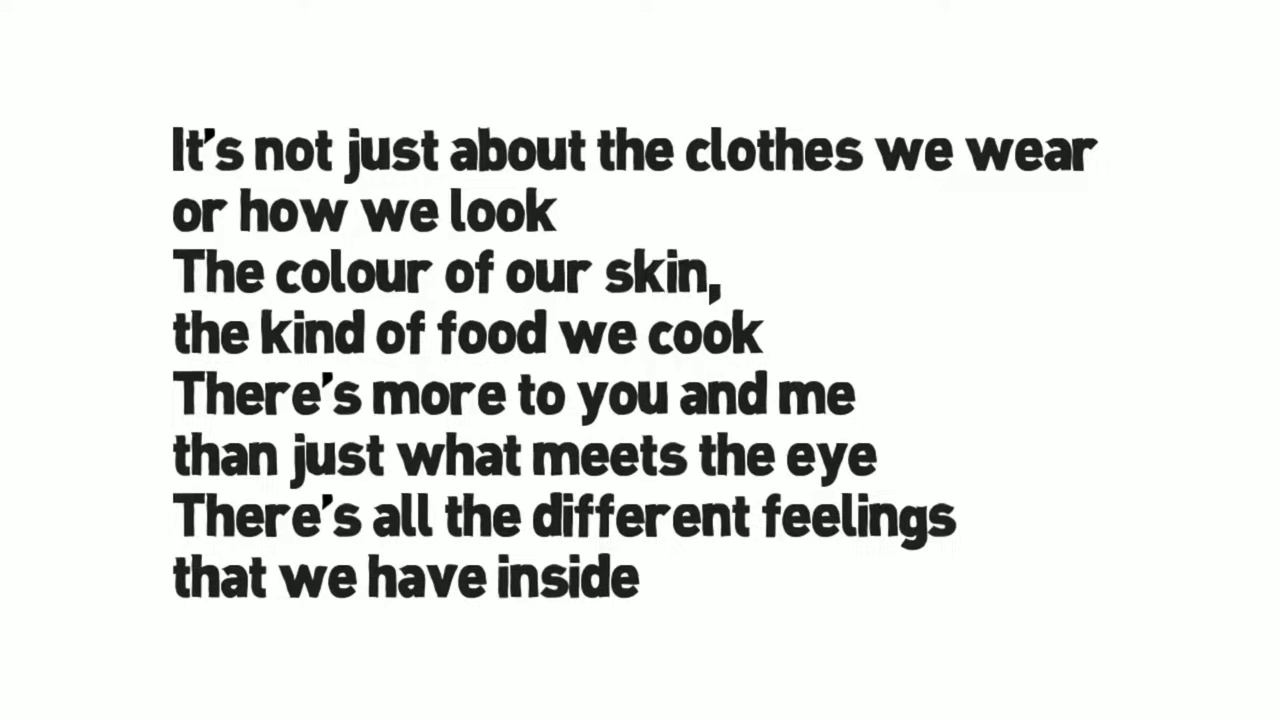 It's not just about the clothes we wear
or how we look
The colour of our skin,
the kind of food we cook
There's more to you and me
than just what meets the eye
There's all the different feelings
that we have inside